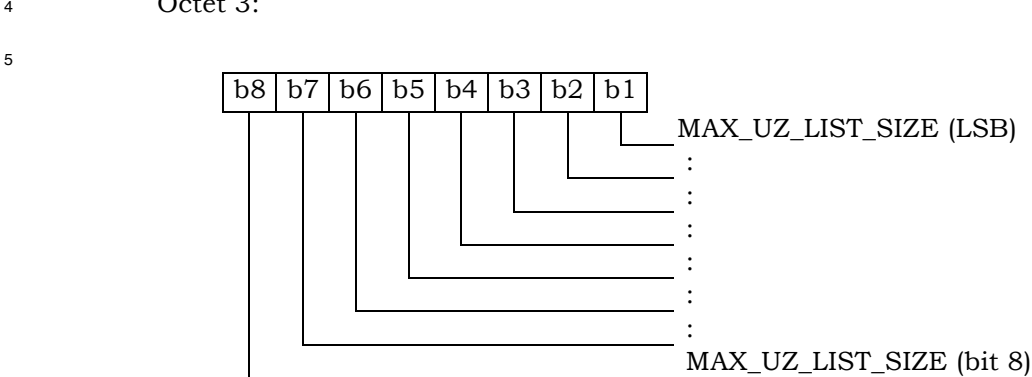 4 Octet 3:
5
b8 b7 b6 b5 b4 b3 b2 b1
MAX_UZ_LIST_SIZE (LSB)
:
:
:
:
:
:
MAX_UZ_LIST_SIZE (bit 8)